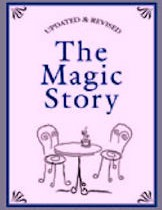 UPDATED & REVISED
The
Magic
Story